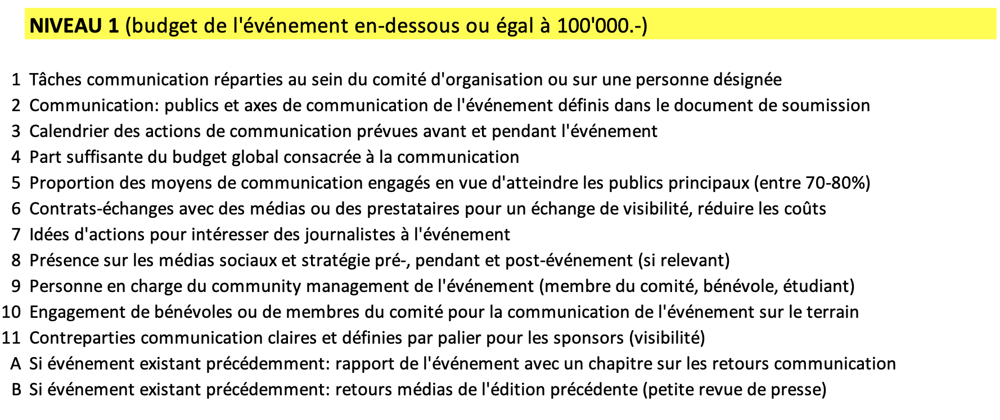 NIVEAU 1 (budget de l'événement en-dessous ou égal à 100'000.-)
1 Tâches communication réparties au sein du comité d'organisation ou sur une personne désignée
2 Communication: publics et axes de communication de l'événement définis dans le document de soumission
3 Calendrier des actions de communication prévues avant et pendant l'événement
4 Part suffisante du budget global consacrée à la communication
5 Proportion des moyens de communication engagés en vue d'atteindre les publics principaux (entre 70-80%)
6 Contrats-échanges avec des médias ou des prestataires pour un échange de visibilité, réduire les coûts
7 Idées d'actions pour intéresser des journalistes à l'événement
8 Présence sur les médias sociaux et stratégie pré-, pendant et post-événement (si relevant)
9 Personne en charge du community management de l'événement (membre du comité, bénévole, étudiant)
10 Engagement de bénévoles ou de membres du comité pour la communication de l'événement sur le terrain
11 Contreparties communication claires et définies par palier pour les sponsors (visibilité)
A Si événement existant précédemment: rapport de l'événement avec un chapitre sur les retours communication
B Si événement existant précédemment: retours médias de l'édition précédente (petite revue de presse)